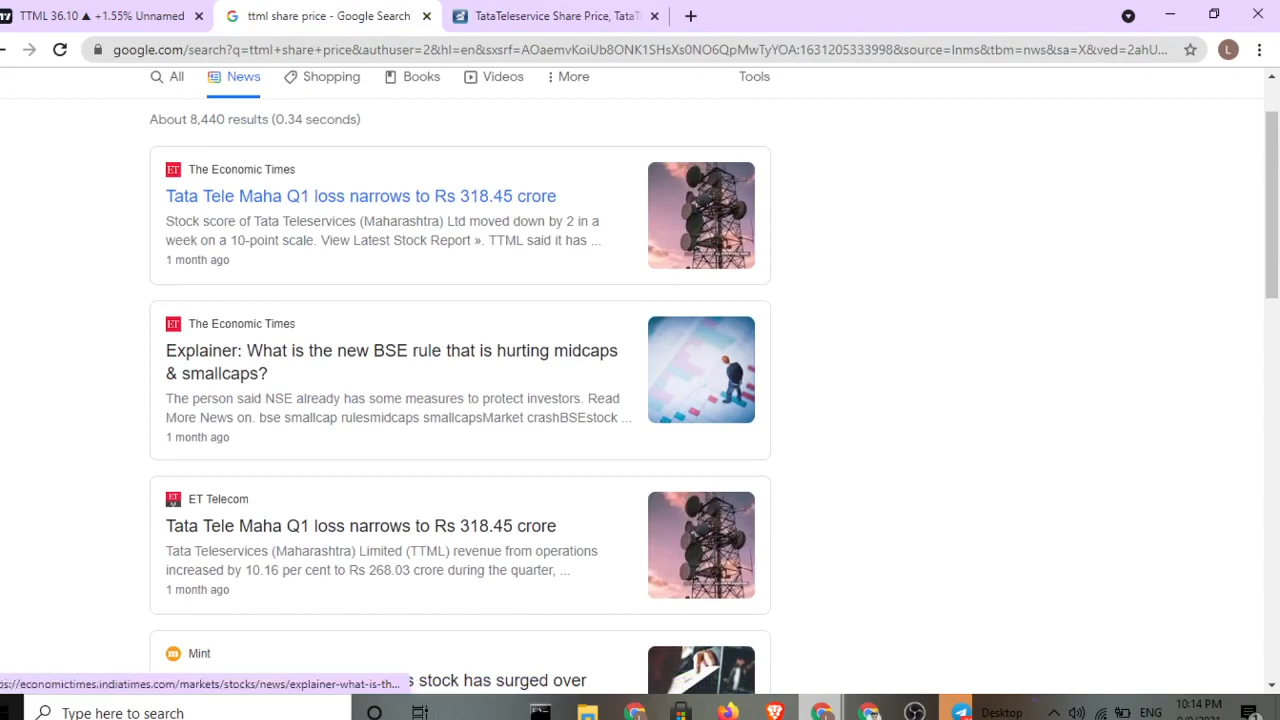 TTML 36.10 ▲ +1.55% Unnamed
ttml share price - Google Search
TataTeleservice Share Price, TataT
google.com/search?q=ttml+share+price&authuser=2&hl=en&sxsrf=AOaemvKoiUb8ONK1SHsXs0NO6QpMwTyYOA:1631205333998&source=lnms&tbm=nws&sa=X&ved=2ahU...
L
All
News
Shopping
Books
Videos
More
Tools
About 8,440 results (0.34 seconds)
ET The Economic Times
Tata Tele Maha Q1 loss narrows to Rs 318.45 crore
Stock score of Tata Teleservices (Maharashtra) Ltd moved down by 2 in a
week on a 10-point scale. View Latest Stock Report ». TTML said it has ...
1 month ago
ET The Economic Times
Explainer: What is the new BSE rule that is hurting midcaps
& smallcaps?
The person said NSE already has some measures to protect investors. Read
More News on. bse smallcap rulesmidcaps smallcapsMarket crashBSEstock ...
1 month ago
ET Telecom
Tata Tele Maha Q1 loss narrows to Rs 318.45 crore
Tata Teleservices (Maharashtra) Limited (TTML) revenue from operations
increased by 10.16 per cent to Rs 268.03 crore during the quarter, ...
1 month ago
m Mint
s stock has surged over
ps://economictimes.indiatimes.com/markets/stocks/news/explainer-what-is-th...
Type here to search
Desktop
ENG
10:14 PM